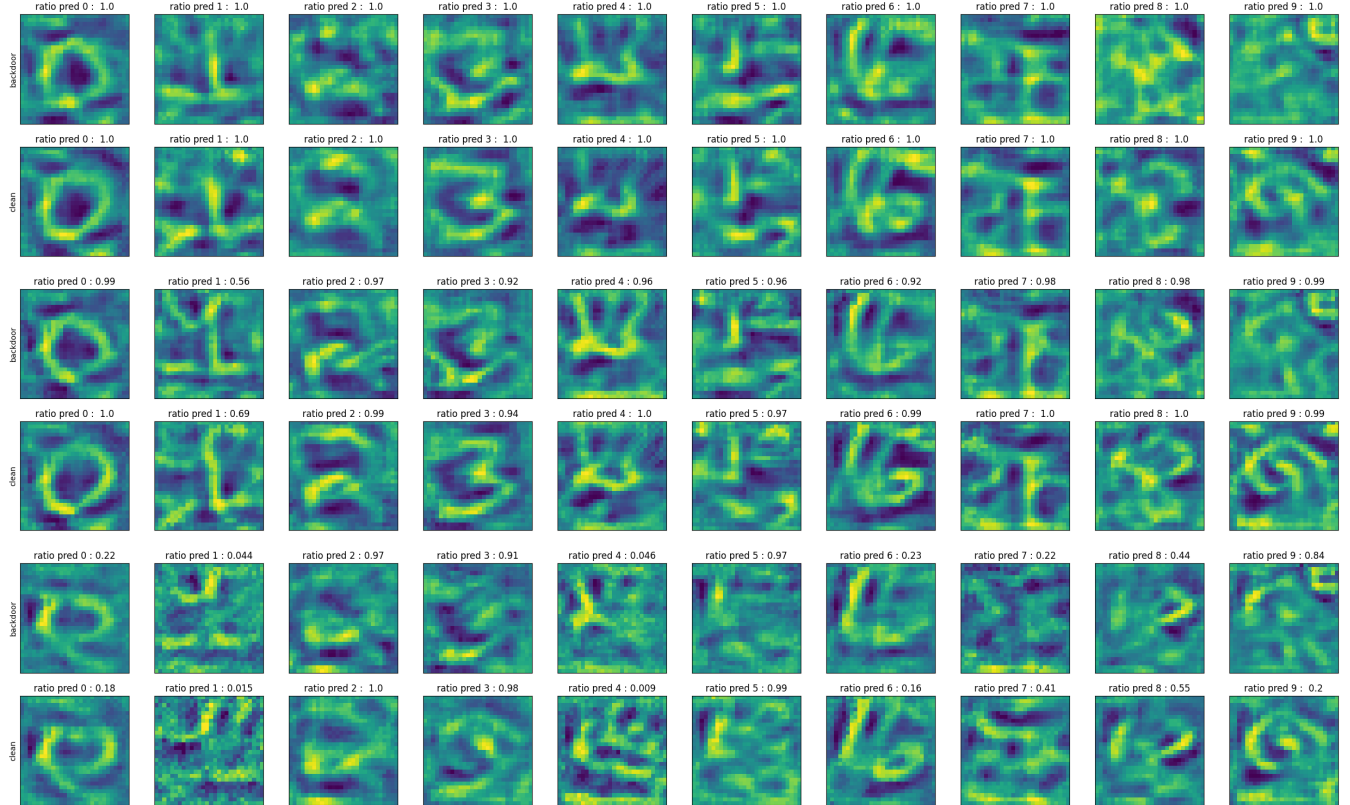 ratio pred 0 : 1.0 ratio pred 1 : 1.0 ratio pred 2 : 1.0 ratio pred 3 : 1.0 ratio pred 4 : 1.0 ratio pred 5 : 1.0 ratio pred 6 : 1.0 ratio pred 7 : 1.0 ratio pred 8 : 1.0 ratio pred 9 : 1.0
backdoor
ratio pred 0 : 1.0 ratio pred 1 : 1.0 ratio pred 2 : 1.0 ratio pred 3 : 1.0 ratio pred 4 : 1.0 ratio pred 5 : 1.0 ratio pred 6 : 1.0 ratio pred 7 : 1.0 ratio pred 8 : 1.0 ratio pred 9 : 1.0
clean
ratio pred 0 : 0.99 ratio pred 1 : 0.56 ratio pred 2 : 0.97 ratio pred 3 : 0.92 ratio pred 4 : 0.96 ratio pred 5 : 0.96 ratio pred 6 : 0.92 ratio pred 7 : 0.98 ratio pred 8 : 0.98 ratio pred 9 : 0.99
backdoor
ratio pred 0 : 1.0 ratio pred 1 : 0.69 ratio pred 2 : 0.99 ratio pred 3 : 0.94 ratio pred 4 : 1.0 ratio pred 5 : 0.97 ratio pred 6 : 0.99 ratio pred 7 : 1.0 ratio pred 8 : 1.0 ratio pred 9 : 0.99
clean
ratio pred 0 : 0.22 ratio pred 1 : 0.044 ratio pred 2 : 0.97 ratio pred 3 : 0.91 ratio pred 4 : 0.046 ratio pred 5 : 0.97 ratio pred 6 : 0.23 ratio pred 7 : 0.22 ratio pred 8 : 0.44 ratio pred 9 : 0.84
backdoor
ratio pred 0 : 0.18 ratio pred 1 : 0.015 ratio pred 2 : 1.0 ratio pred 3 : 0.98 ratio pred 4 : 0.009 ratio pred 5 : 0.99 ratio pred 6 : 0.16 ratio pred 7 : 0.41 ratio pred 8 : 0.55 ratio pred 9 : 0.2
clean